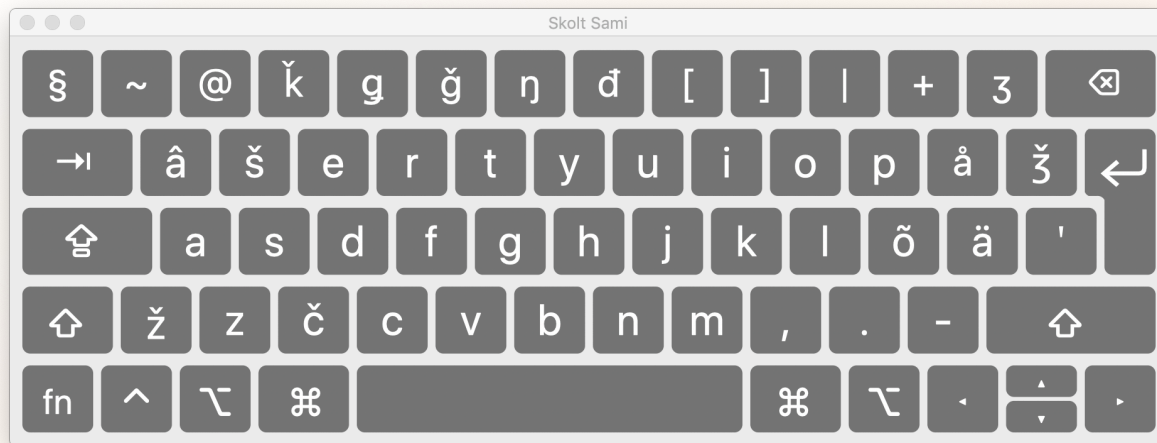 Skolt Sami
§ ~ @ ǩ ǥ ǧ ŋ đ [ ] | + ʒ
â š e r t y u i o p å ǯ
a s d f g h j k l õ ä '
ž z č c v b n m , . -
fn